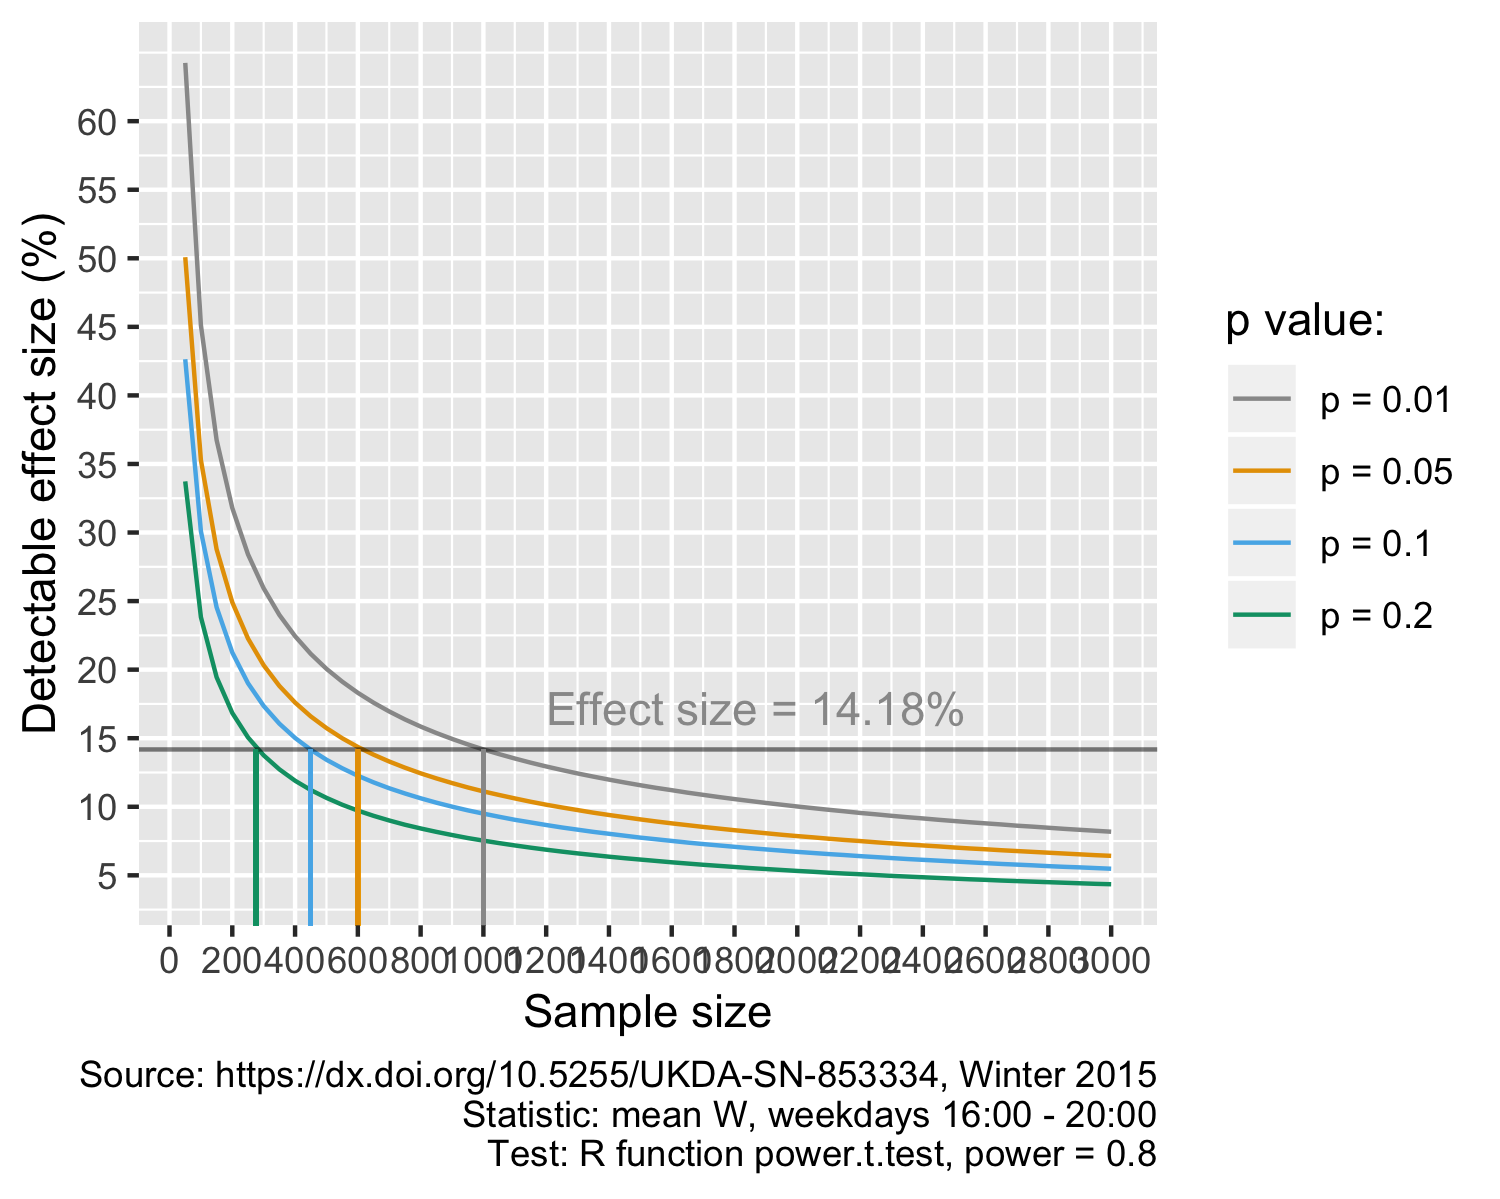 60
55
50
45
40
35
30
25
20
15
10
5
Detectable effect size (%)
Effect size = 14.18%
0 200 400 600 800 1000 1200 1400 1600 1800 2000 2200 2400 2600 2800 3000
Sample size
p value:
p = 0.01
p = 0.05
p = 0.1
p = 0.2
Source: https://dx.doi.org/10.5255/UKDA-SN-853334, Winter 2015
Statistic: mean W, weekdays 16:00 - 20:00
Test: R function power.t.test, power = 0.8